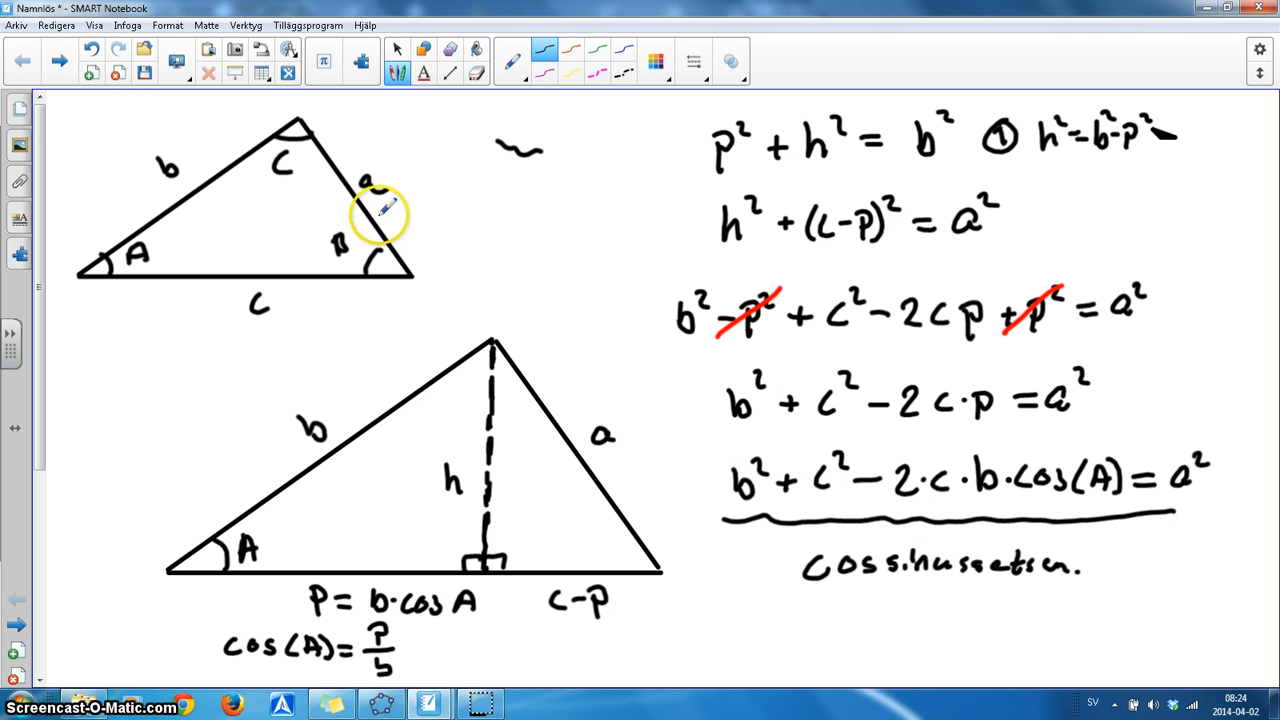 Namnlös * - SMART Notebook
Arkiv Redigera Visa Infoga Format Matte Verktyg Tilläggsprogram Hjälp
b
C
a
A
B
c
p² + h² = b² ① h² = b² - p²
h² + (c-p)² = a²
b² - p² + c² - 2cp + p² = a²
b² + c² - 2c·p = a²
b² + c² - 2·c·b·cos(A) = a²
cossinussatsen.
b
h
a
A
P = b·cos A
c-p
cos(A) = p/b
Screencast-O-Matic.com
SV
08:24
2014-04-02